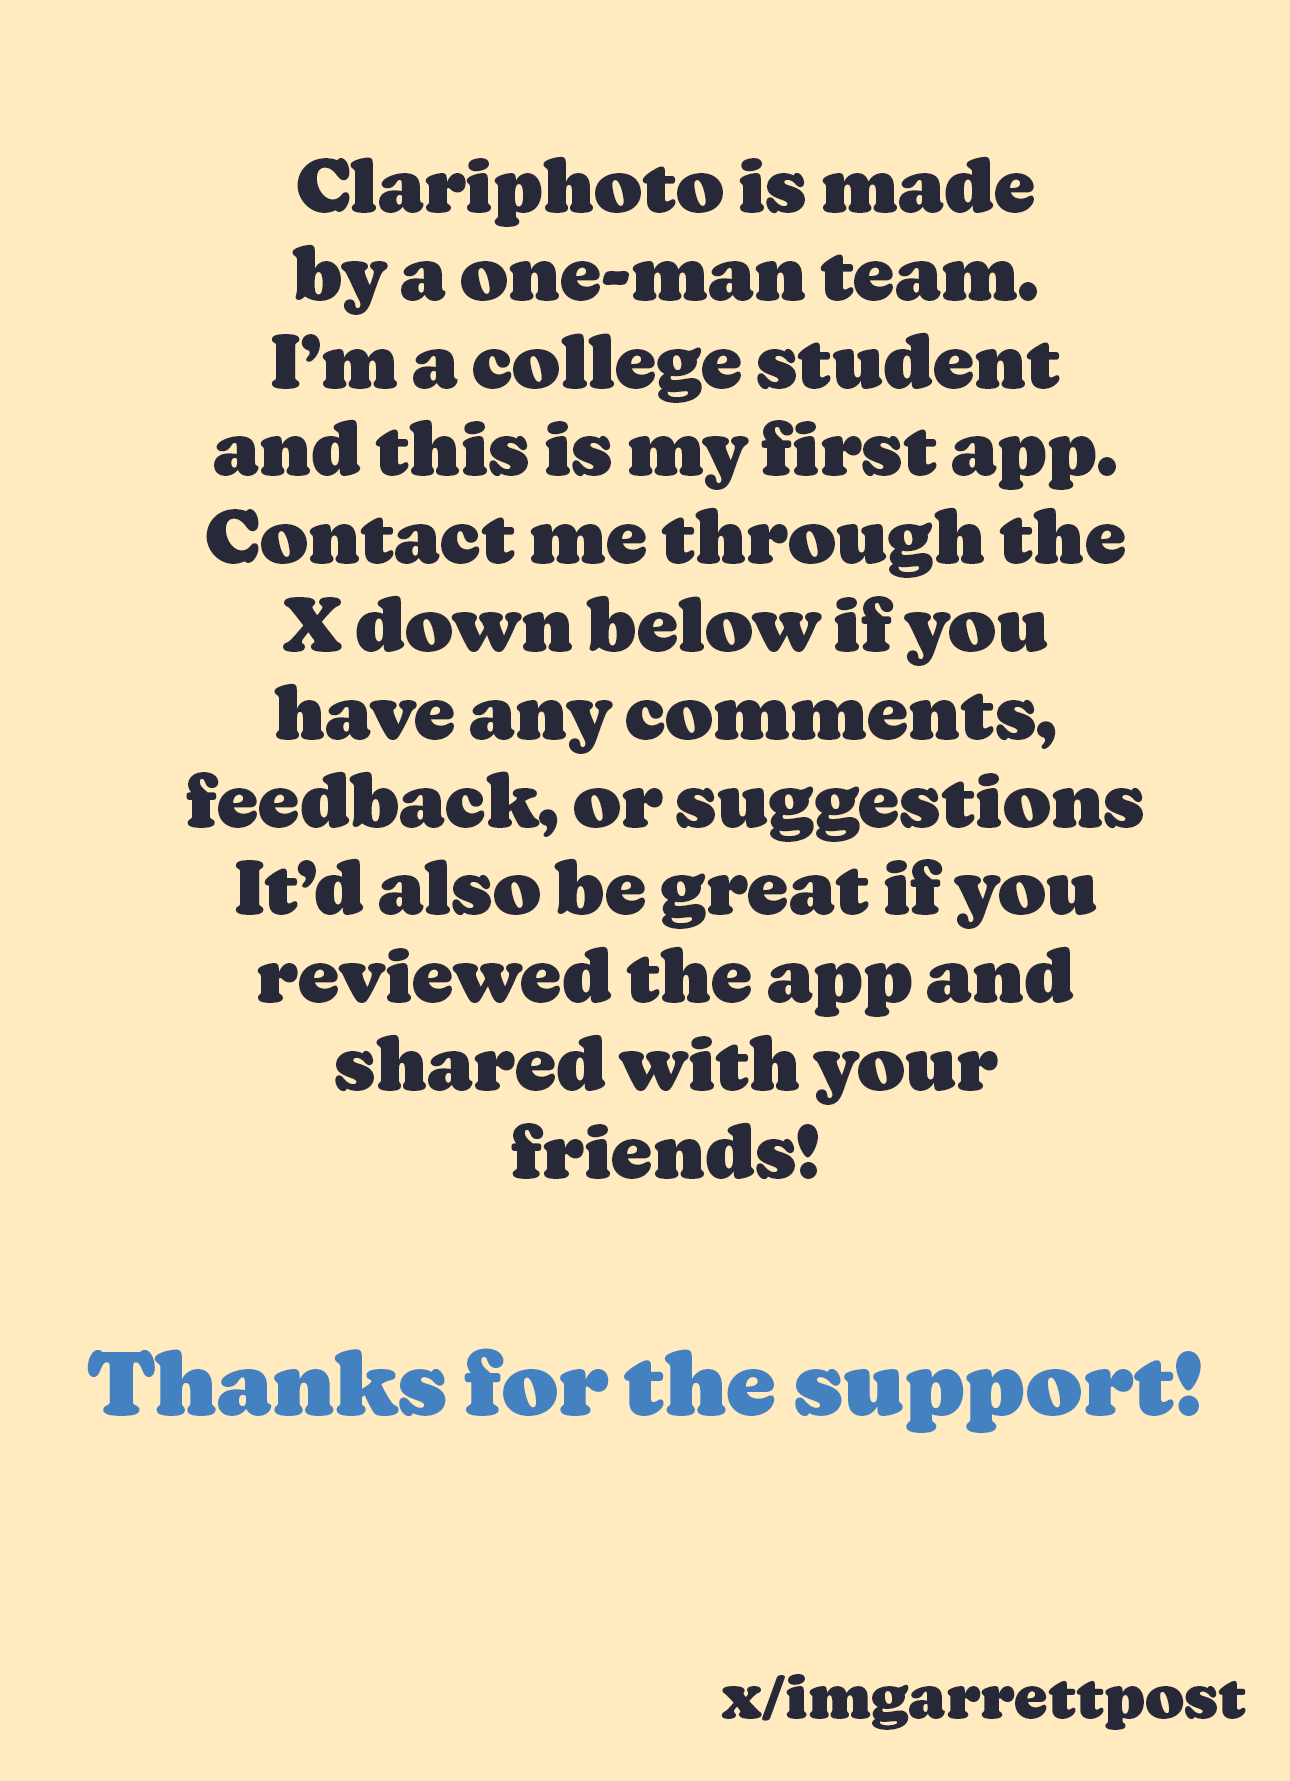 Clariphoto is made
by a one-man team.
I’m a college student
and this is my first app.
Contact me through the
X down below if you
have any comments,
feedback, or suggestions
It’d also be great if you
reviewed the app and
shared with your
friends!
Thanks for the support!
x/imgarrettpost